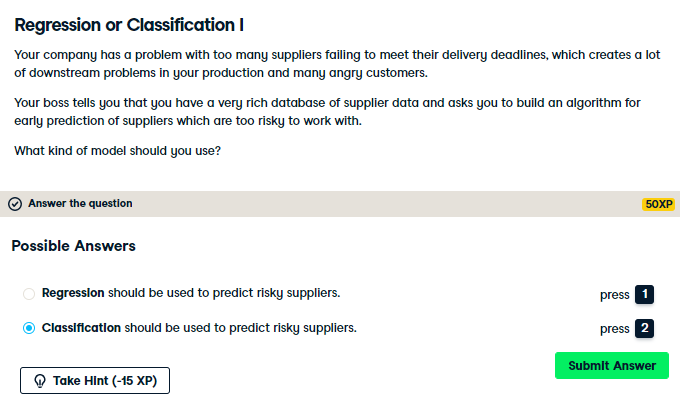 Regression or Classification I
Your company has a problem with too many suppliers failing to meet their delivery deadlines, which creates a lot
of downstream problems in your production and many angry customers.
Your boss tells you that you have a very rich database of supplier data and asks you to build an algorithm for
early prediction of suppliers which are too risky to work with.
What kind of model should you use?
Answer the question 50XP
Possible Answers
Regression should be used to predict risky suppliers. press 1
Classification should be used to predict risky suppliers. press 2
Submit Answer
Take Hint (-15 XP)